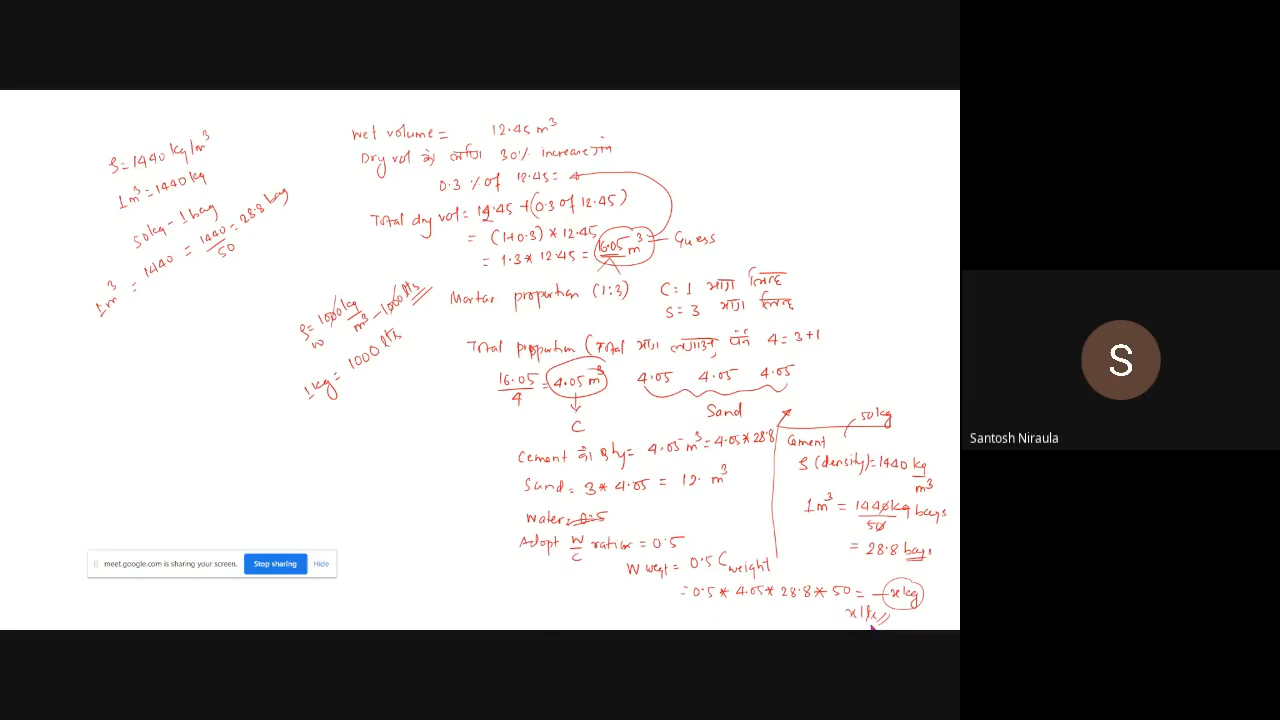 ρ = 1440 kg/m³
1m³ = 1440 kg
50kg - 1 bag
1m³ = 1440 = 1440/50 = 28.8 bag
ρw = 1000 kg/m³ - 1000 lts
1 kg = 1000 lts
Wet volume = 12.45 m³
Dry vol को लागि 30% increase गर्ने
0.3 % of 12.45 =
Total dry vol = 12.45 + (0.3 of 12.45)
= (1+0.3) * 12.45
= 1.3 * 12.45 = 16.05 m³ Guess
Mortar proportion (1:3) C = 1 भाग लिन्छ
S = 3 भाग लिन्छ
Total proportion (Total भाग लगाउनु पर्ने 4 = 3+1
16.05/4 = 4.05 m³ 4.05 4.05 4.05
C
Sand
Cement को Qty = 4.05 m³ = 4.05 * 28.8
Sand = 3 * 4.05 = 12. m³
Water = 0.5
Adopt W/C ratio = 0.5
W wegt = 0.5 C weight
= 0.5 * 4.05 * 28.8 * 50 = x kg
x lts
50 kg
Cement
ρ (density) = 1440 kg/m³
1m³ = 1440kg/50 bags
= 28.8 bags
meet.google.com is sharing your screen. Stop sharing Hide
S
Santosh Niraula